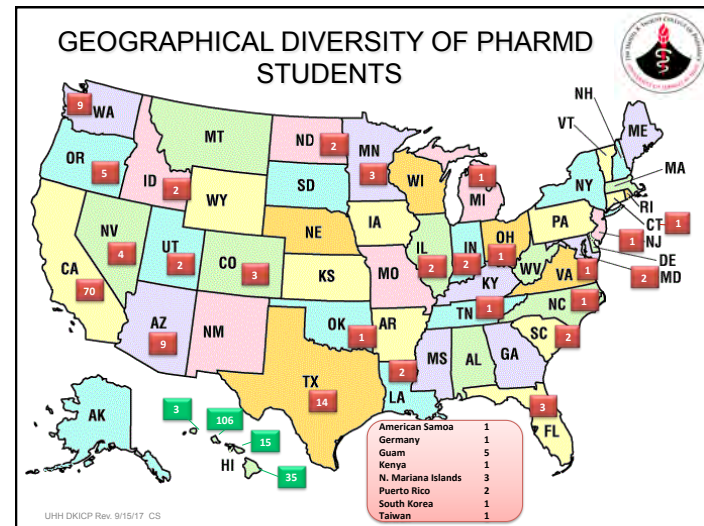 GEOGRAPHICAL DIVERSITY OF PHARMD
STUDENTS
NH
VT
ME
9
WA
MT
ND
2
MN
3
1
OR
5
ID
2
WY
SD
WI
MI
NY
MA
RI
CT
1
NV
4
UT
2
NE
IA
PA
1
NJ
DE
2
MD
CA
70
CO
3
KS
MO
IL
2
IN
2
OH
1
WV
VA
1
KY
AZ
9
NM
OK
1
AR
TN
1
NC
1
SC
2
TX
14
2
LA
MS
AL
GA
3
FL
AK
3
106
15
HI
35
American Samoa 1
Germany 1
Guam 5
Kenya 1
N. Mariana Islands 3
Puerto Rico 2
South Korea 1
Taiwan 1
UHH DKICP Rev. 9/15/17 CS